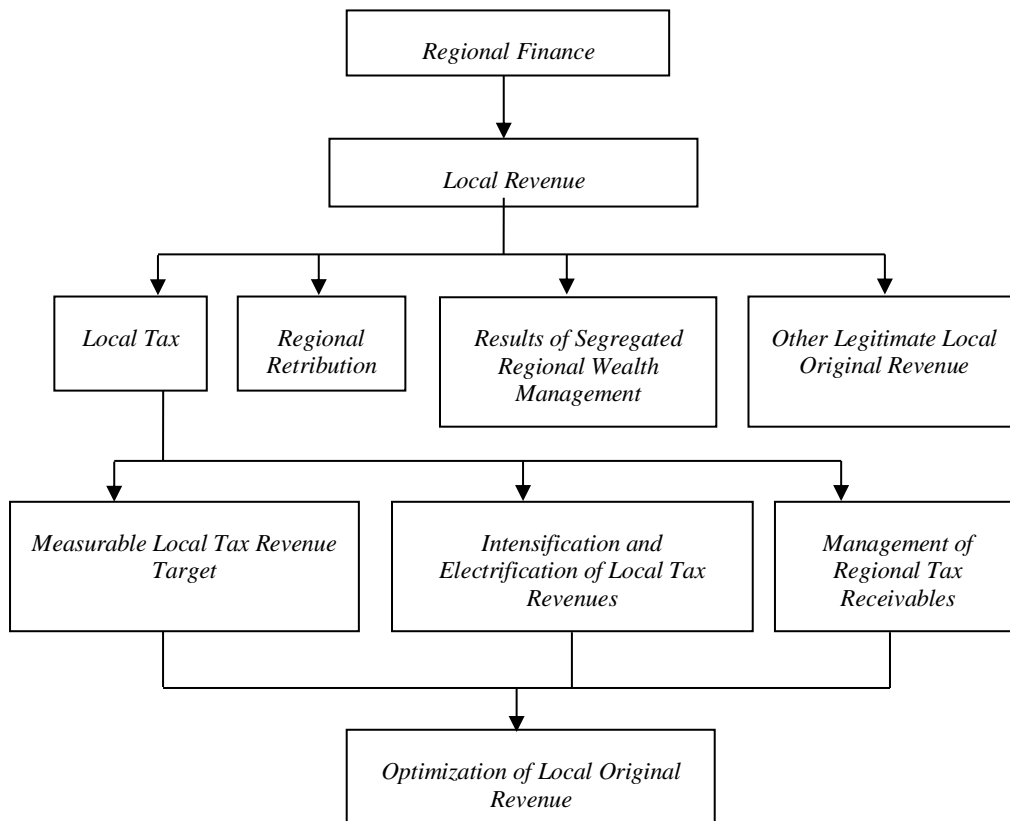 Regional Finance
Local Revenue
Local Tax
Regional
Retribution
Results of Segregated
Regional Wealth
Management
Other Legitimate Local
Original Revenue
Measurable Local Tax Revenue
Target
Intensification and
Electrification of Local Tax
Revenues
Management of
Regional Tax
Receivables
Optimization of Local Original
Revenue